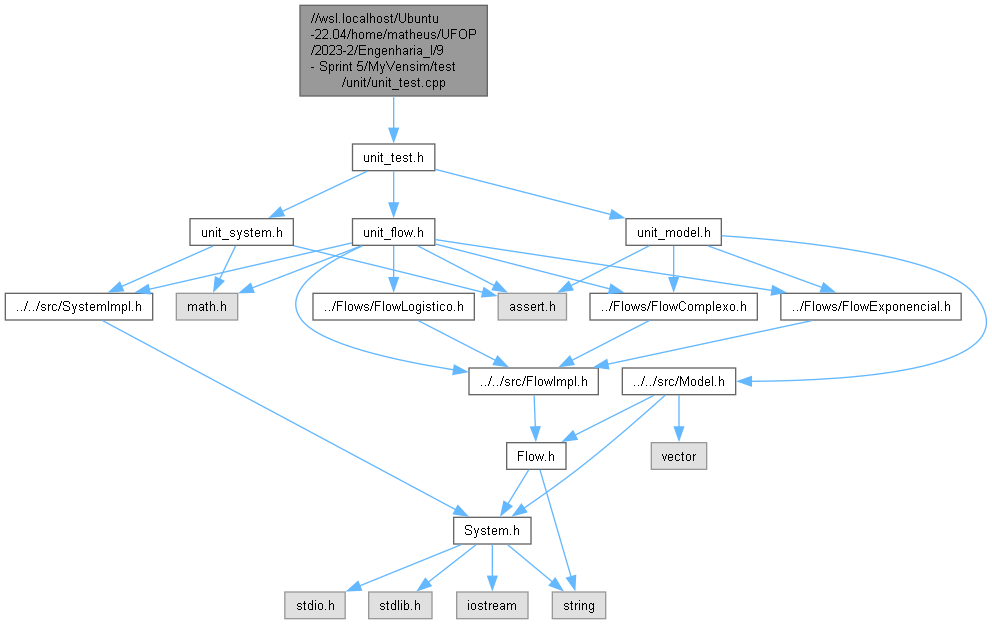 //wsl.localhost/Ubuntu
-22.04/home/matheus/UFOP
/2023-2/Engenharia_I/9
- Sprint 5/MyVensim/test
/unit/unit_test.cpp
unit_test.h
unit_system.h
unit_flow.h
unit_model.h
../../src/SystemImpl.h
math.h
../Flows/FlowLogistico.h
assert.h
../Flows/FlowComplexo.h
../Flows/FlowExponencial.h
../../src/FlowImpl.h
../../src/Model.h
Flow.h
vector
System.h
stdio.h
stdlib.h
iostream
string